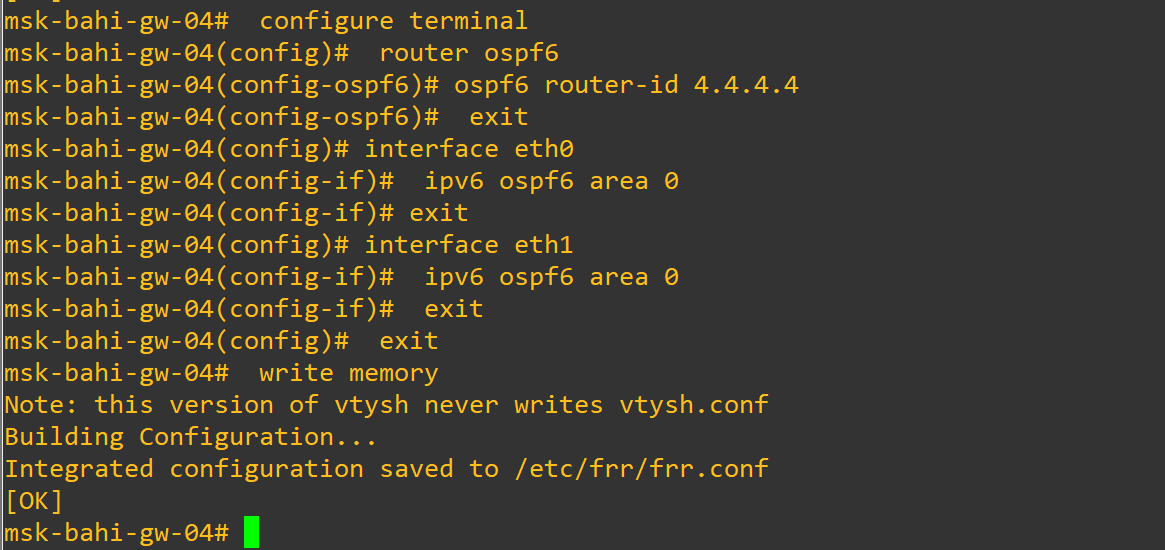 msk-bahi-gw-04#  configure terminal
msk-bahi-gw-04(config)#  router ospf6
msk-bahi-gw-04(config-ospf6)# ospf6 router-id 4.4.4.4
msk-bahi-gw-04(config-ospf6)#  exit
msk-bahi-gw-04(config)# interface eth0
msk-bahi-gw-04(config-if)#  ipv6 ospf6 area 0
msk-bahi-gw-04(config-if)# exit
msk-bahi-gw-04(config)# interface eth1
msk-bahi-gw-04(config-if)#  ipv6 ospf6 area 0
msk-bahi-gw-04(config-if)#  exit
msk-bahi-gw-04(config)#  exit
msk-bahi-gw-04#  write memory
Note: this version of vtysh never writes vtysh.conf
Building Configuration...
Integrated configuration saved to /etc/frr/frr.conf
[OK]
msk-bahi-gw-04#